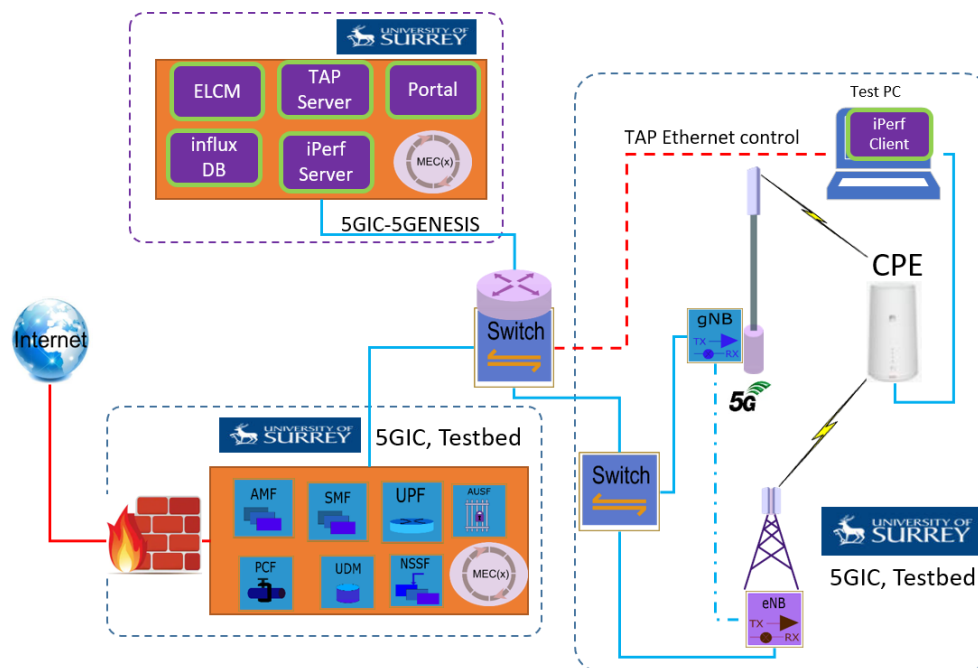 UNIVERSITY OF
SURREY
ELCM
TAP
Server
Portal
influx
DB
iPerf
Server
MEC(x)
5GIC-5GENESIS
Test PC
iPerf
Client
TAP Ethernet control
CPE
Internet
Switch
gNB
TX
RX
5G
UNIVERSITY OF
SURREY
5GIC, Testbed
AMF
SMF
UPF
AUSF
PCF
UDM
NSSF
MEC(x)
Switch
UNIVERSITY OF
SURREY
5GIC, Testbed
eNB
TX
RX